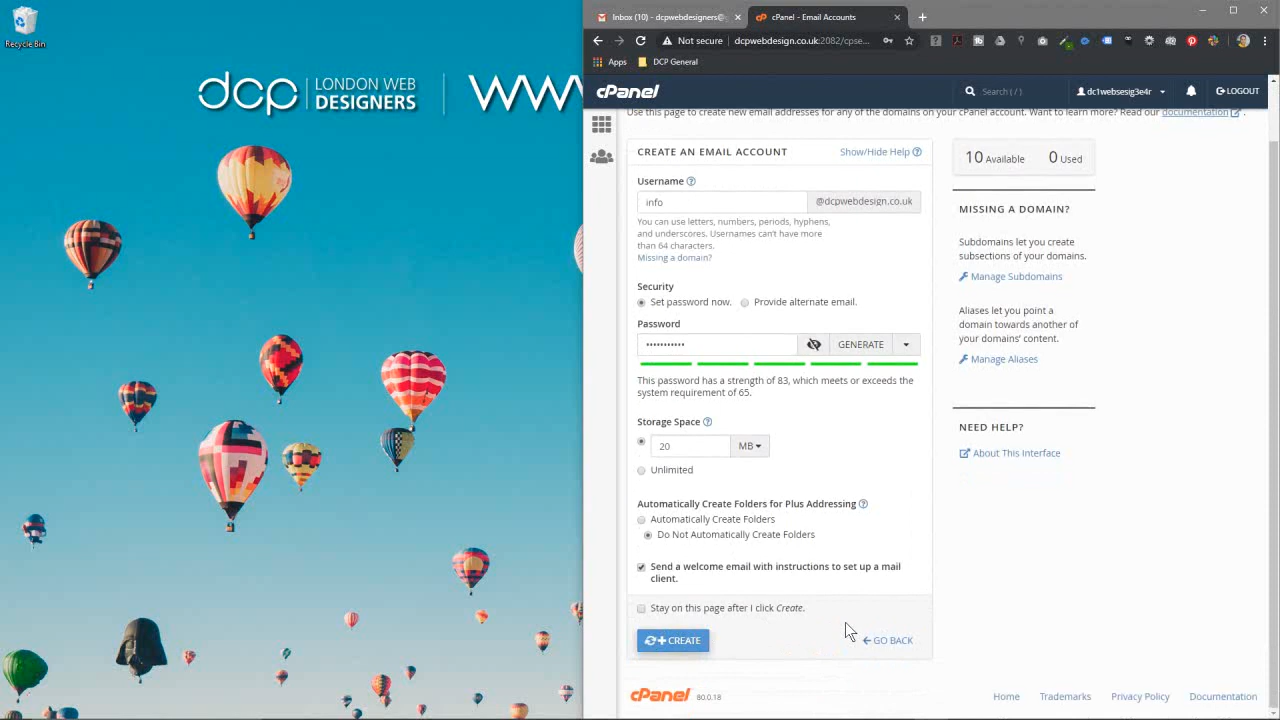 Recycle Bin
dcp LONDON WEB DESIGNERS WWW
Inbox (10) - dcpwebdesigners@
cPanel - Email Accounts
Not secure dcpwebdesign.co.uk:2082/cpse...
Apps DCP General
cPanel
Search ( / )
dc1websesig3e4r
LOGOUT
Use this page to create new email addresses for any of the domains on your cPanel account. Want to learn more? Read our documentation .
CREATE AN EMAIL ACCOUNT
Show/Hide Help
Username
info
@dcpwebdesign.co.uk
You can use letters, numbers, periods, hyphens,
and underscores. Usernames can't have more
than 64 characters.
Missing a domain?
Security
Set password now.
Provide alternate email.
Password
•••••••••••
GENERATE
This password has a strength of 83, which meets or exceeds the
system requirement of 65.
Storage Space
20
MB
Unlimited
Automatically Create Folders for Plus Addressing
Automatically Create Folders
Do Not Automatically Create Folders
Send a welcome email with instructions to set up a mail
client.
Stay on this page after I click Create.
CREATE
GO BACK
10 Available 0 Used
MISSING A DOMAIN?
Subdomains let you create
subsections of your domains.
Manage Subdomains
Aliases let you point a
domain towards another of
your domains' content.
Manage Aliases
NEED HELP?
About This Interface
cPanel 80.0.18
Home Trademarks Privacy Policy Documentation